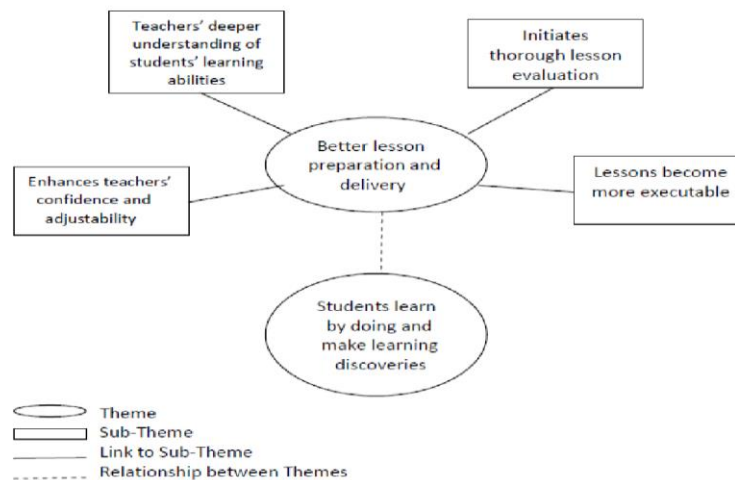 Teachers' deeper
understanding of
students' learning
abilities
Initiates
thorough lesson
evaluation
Better lesson
preparation and
delivery
Enhances teachers'
confidence and
adjustability
Lessons become
more executable
Students learn
by doing and
make learning
discoveries
Theme
Sub-Theme
Link to Sub-Theme
Relationship between Themes